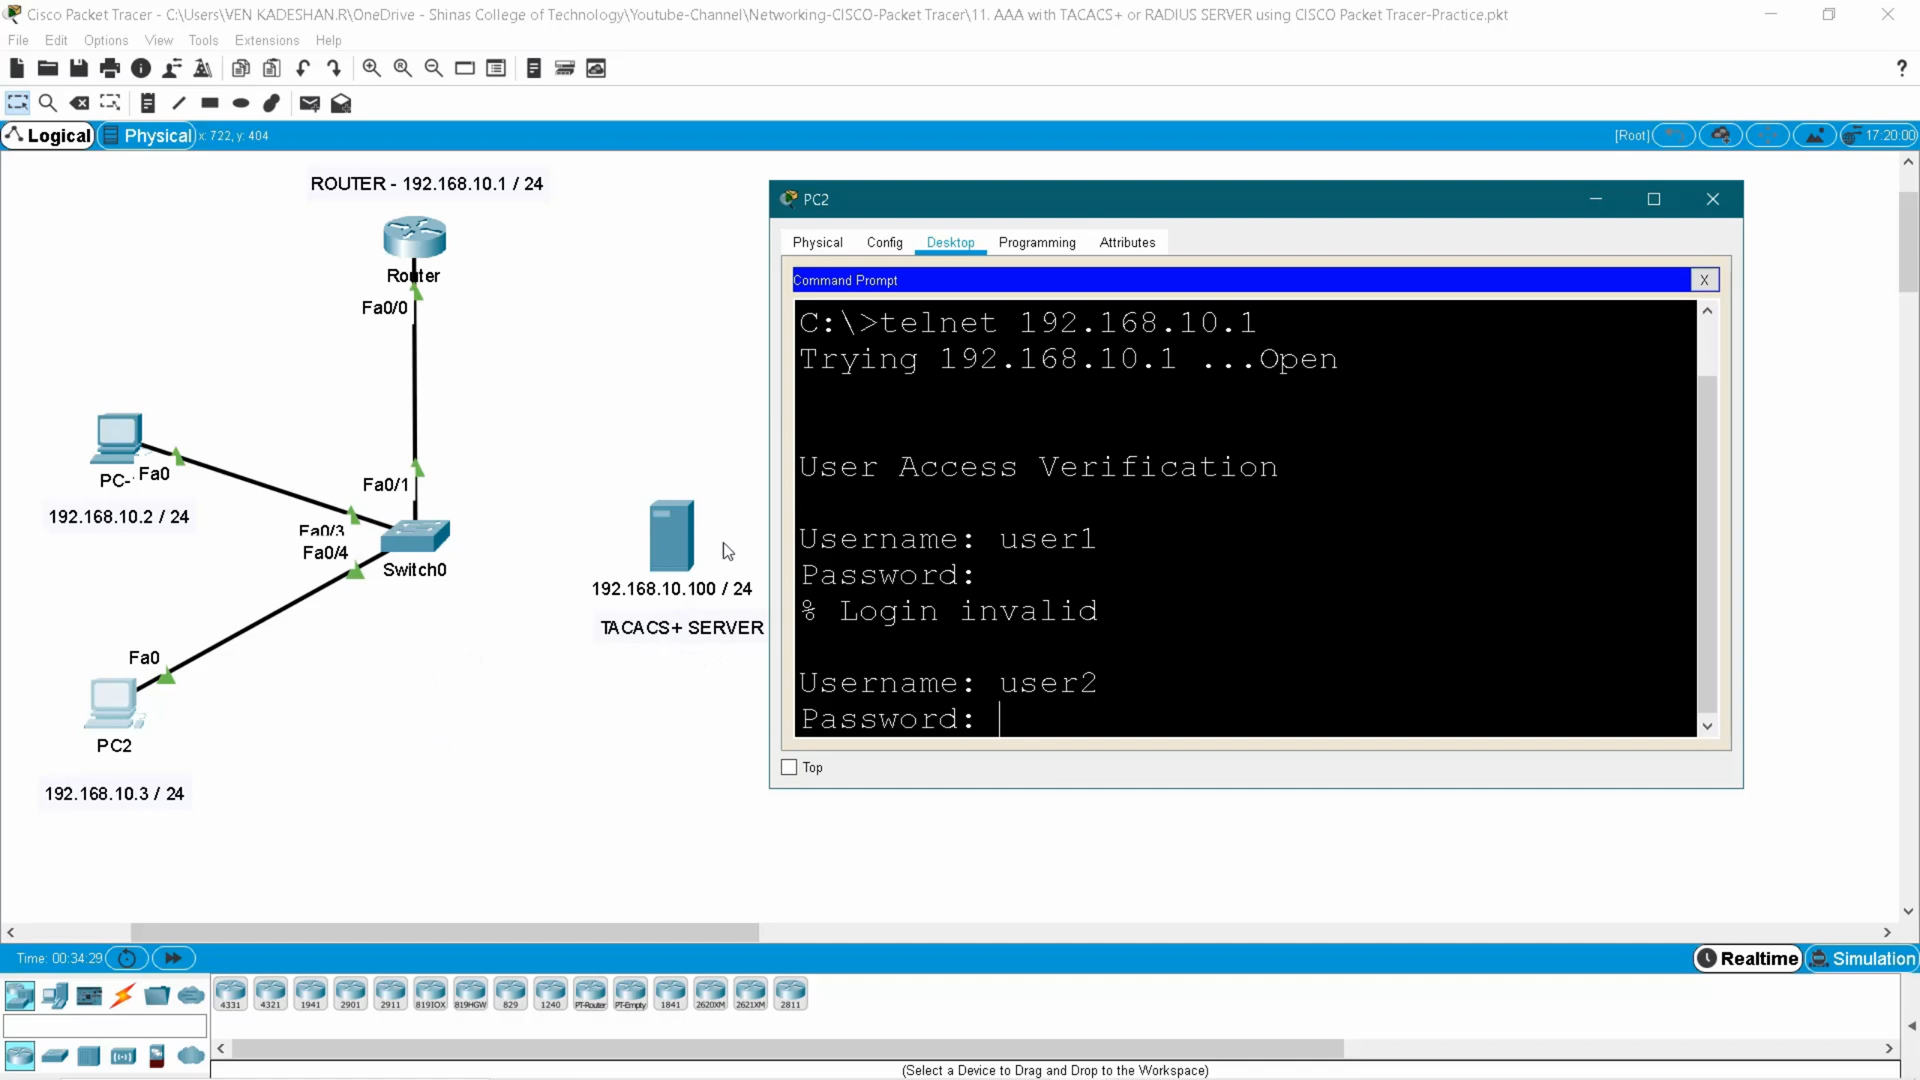 Cisco Packet Tracer - C:\Users\VEN KADESHAN.R\OneDrive - Shinas College of Technology\Youtube-Channel\Networking-CISCO-Packet Tracer\11. AAA with TACACS+ or RADIUS SERVER using CISCO Packet Tracer-Practice.pkt
File Edit Options View Tools Extensions Help
?
Logical Physical x: 722, y: 404 [Root] 17:20:00
ROUTER - 192.168.10.1 / 24
Router
Fa0/0
PC-
Fa0
192.168.10.2 / 24
Fa0/1
Fa0/3
Fa0/4
Switch0
192.168.10.100 / 24
TACACS+ SERVER
Fa0
PC2
192.168.10.3 / 24
PC2
Physical Config Desktop Programming Attributes
Command Prompt X
C:\>telnet 192.168.10.1
Trying 192.168.10.1 ...Open
User Access Verification
Username: user1
Password:
% Login invalid
Username: user2
Password:
Top
Time: 00:34:29 Realtime Simulation
4331 4321 1941 2901 2911 819IOX 819HGW 829 1240 PT-Router PT-Empty 1841 2620XM 2621XM 2811
(Select a Device to Drag and Drop to the Workspace)